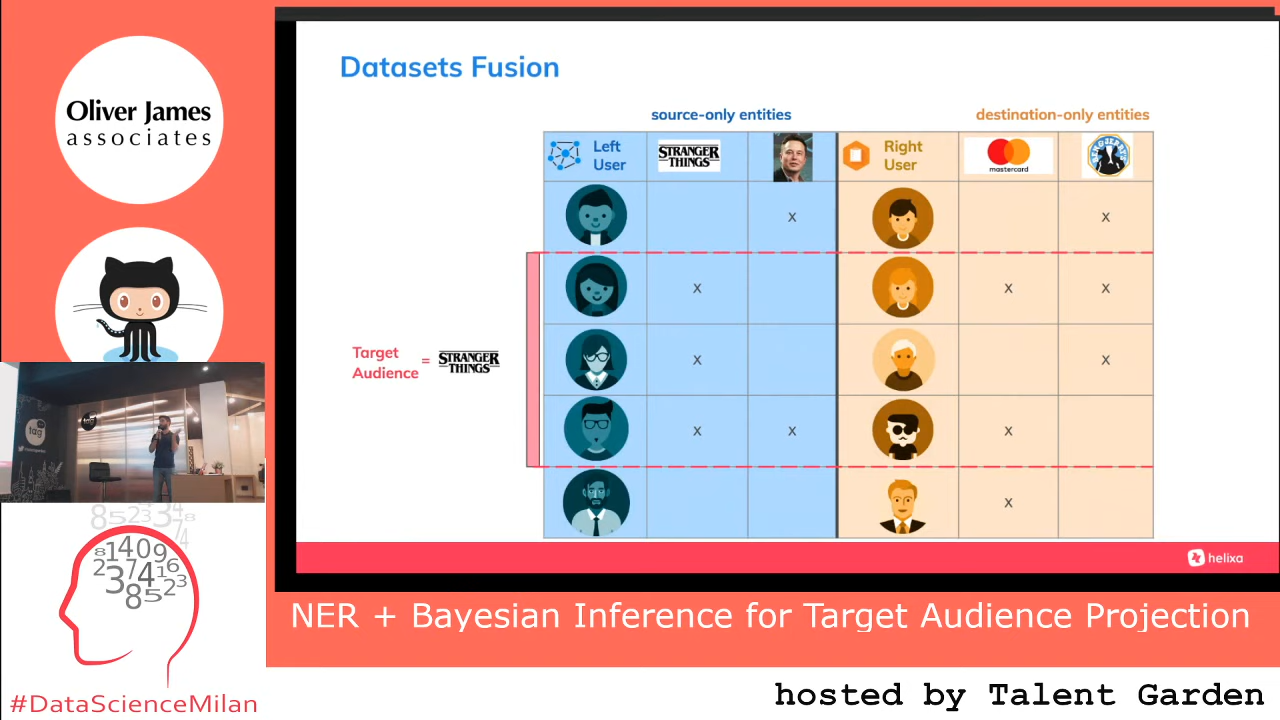 Oliver James
associates
Datasets Fusion
source-only entities
destination-only entities
Left
User
STRANGER
THINGS
Right
User
mastercard
x
x
x
x
x
x
x
Target
Audience
=
STRANGER
THINGS
x
x
x
x
tag
helixa
NER + Bayesian Inference for Target Audience Projection
#DataScienceMilan
hosted by Talent Garden